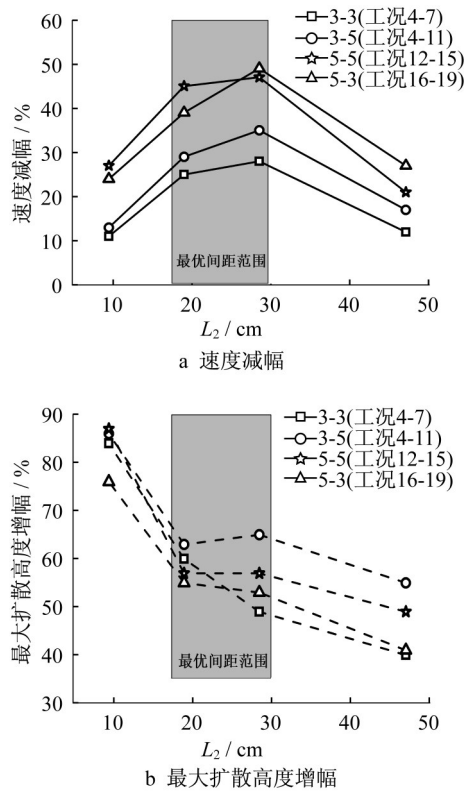 60
50
40
30
20
10
0
速度减幅 / %
3-3(工况4-7)
3-5(工况4-11)
5-5(工况12-15)
5-3(工况16-19)
最优间距范围
10 20 30 40 50
L₂ / cm
a 速度减幅
90
80
70
60
50
40
30
最大扩散高度增幅 / %
3-3(工况4-7)
3-5(工况4-11)
5-5(工况12-15)
5-3(工况16-19)
最优间距范围
10 20 30 40 50
L₂ / cm
b 最大扩散高度增幅